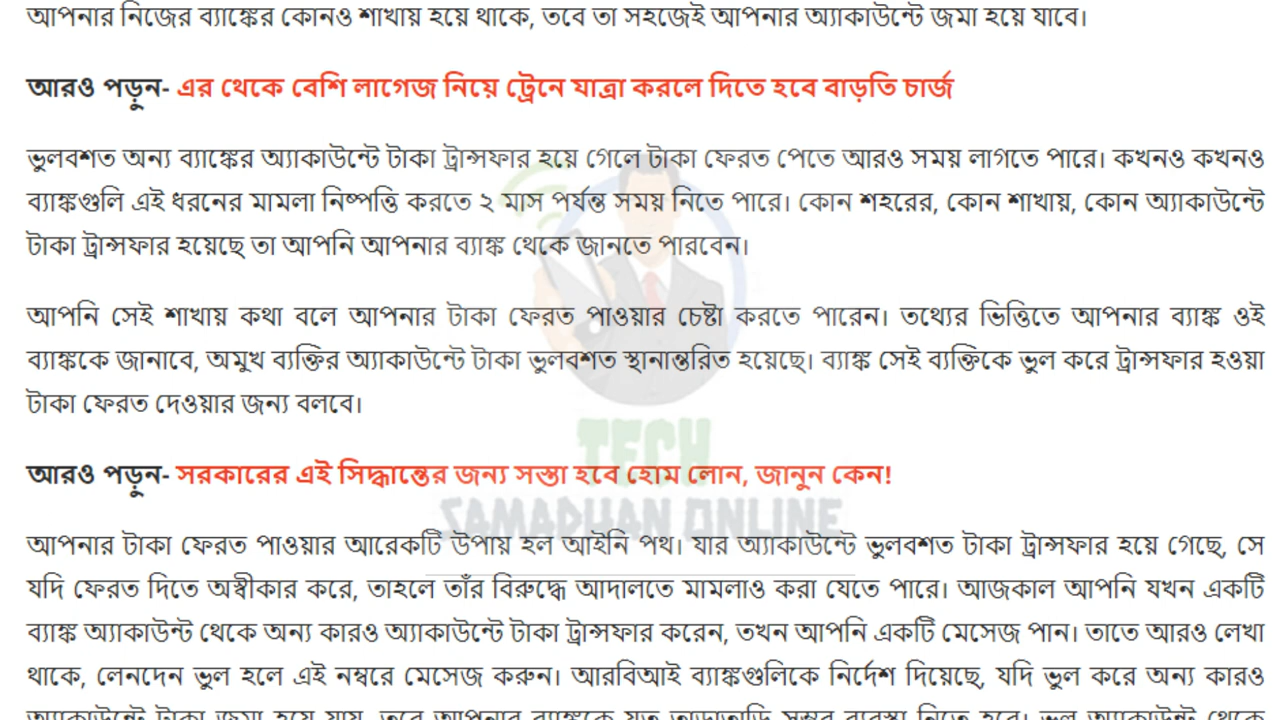 আপনার নিজের ব্যাঙ্কের কোনও শাখায় হয়ে থাকে, তবে তা সহজেই আপনার অ্যাকাউন্টে জমা হয়ে যাবে।
আরও পড়ুন- এর থেকে বেশি লাগেজ নিয়ে ট্রেনে যাত্রা করলে দিতে হবে বাড়তি চার্জ
ভুলবশত অন্য ব্যাঙ্কের অ্যাকাউন্টে টাকা ট্রান্সফার হয়ে গেলে টাকা ফেরত পেতে আরও সময় লাগতে পারে। কখনও কখনও
ব্যাঙ্কগুলি এই ধরনের মামলা নিষ্পত্তি করতে ২ মাস পর্যন্ত সময় নিতে পারে। কোন শহরের, কোন শাখায়, কোন অ্যাকাউন্টে
টাকা ট্রান্সফার হয়েছে তা আপনি আপনার ব্যাঙ্ক থেকে জানতে পারবেন।
আপনি সেই শাখায় কথা বলে আপনার টাকা ফেরত পাওয়ার চেষ্টা করতে পারেন। তথ্যের ভিত্তিতে আপনার ব্যাঙ্ক ওই
ব্যাঙ্ককে জানাবে, অমুখ ব্যক্তির অ্যাকাউন্টে টাকা ভুলবশত স্থানান্তরিত হয়েছে। ব্যাঙ্ক সেই ব্যক্তিকে ভুল করে ট্রান্সফার হওয়া
টাকা ফেরত দেওয়ার জন্য বলবে।
TECH
আরও পড়ুন- সরকারের এই সিদ্ধান্তের জন্য সস্তা হবে হোম লোন, জানুন কেন!
SAMADHAN ONLINE
আপনার টাকা ফেরত পাওয়ার আরেকটি উপায় হল আইনি পথ। যার অ্যাকাউন্টে ভুলবশত টাকা ট্রান্সফার হয়ে গেছে, সে
যদি ফেরত দিতে অস্বীকার করে, তাহলে তাঁর বিরুদ্ধে আদালতে মামলাও করা যেতে পারে। আজকাল আপনি যখন একটি
ব্যাঙ্ক অ্যাকাউন্ট থেকে অন্য কারও অ্যাকাউন্টে টাকা ট্রান্সফার করেন, তখন আপনি একটি মেসেজ পান। তাতে আরও লেখা
থাকে, লেনদেন ভুল হলে এই নম্বরে মেসেজ করুন। আরবিআই ব্যাঙ্কগুলিকে নির্দেশ দিয়েছে, যদি ভুল করে অন্য কারও